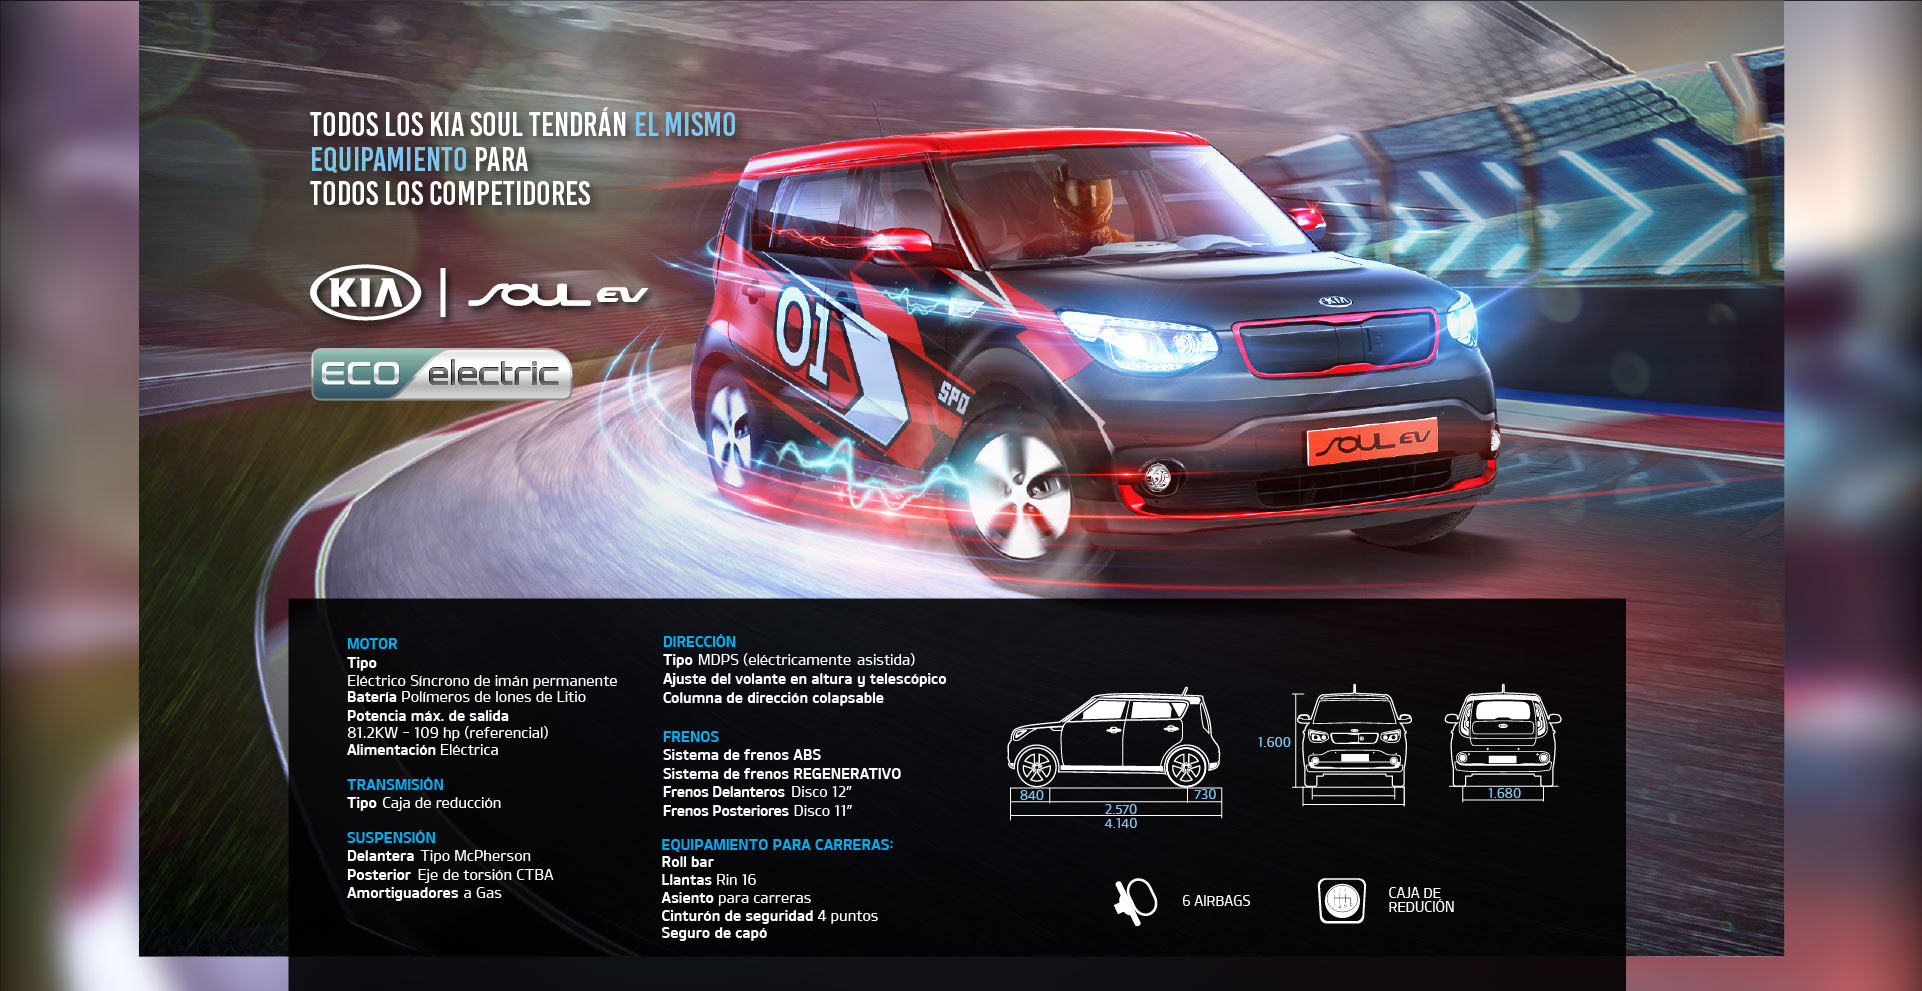 TODOS LOS KIA SOUL TENDRÁN EL MISMO
EQUIPAMIENTO PARA
TODOS LOS COMPETIDORES
KIA | SOUL EV
ECO electric
01
SPO
KIA
SOUL EV
MOTOR
Tipo
Eléctrico Síncrono de imán permanente
Batería Polímeros de Iones de Litio
Potencia máx. de salida
81.2KW - 109 hp (referencial)
Alimentación Eléctrica
TRANSMISIÓN
Tipo Caja de reducción
SUSPENSIÓN
Delantera Tipo McPherson
Posterior Eje de torsión CTBA
Amortiguadores a Gas
DIRECCIÓN
Tipo MDPS (eléctricamente asistida)
Ajuste del volante en altura y telescópico
Columna de dirección colapsable
FRENOS
Sistema de frenos ABS
Sistema de frenos REGENERATIVO
Frenos Delanteros Disco 12”
Frenos Posteriores Disco 11”
EQUIPAMIENTO PARA CARRERAS:
Roll bar
Llantas Rin 16
Asiento para carreras
Cinturón de seguridad 4 puntos
Seguro de capó
840
730
2.570
4.140
1.600
1.680
6 AIRBAGS
CAJA DE
REDUCIÓN